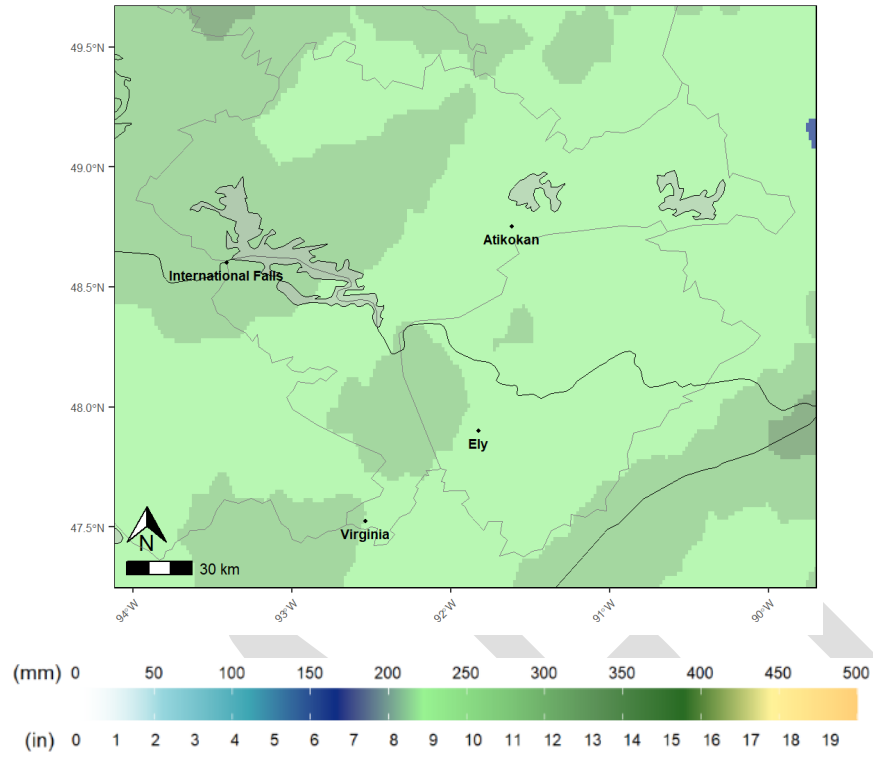 49.5°N
49.0°N
Atikokan
International Falls
48.5°N
48.0°N
Ely
47.5°N
N
Virginia
30 km
94°W 93°W 92°W 91°W 90°W
(mm) 0 50 100 150 200 250 300 350 400 450 500
(in) 0 1 2 3 4 5 6 7 8 9 10 11 12 13 14 15 16 17 18 19